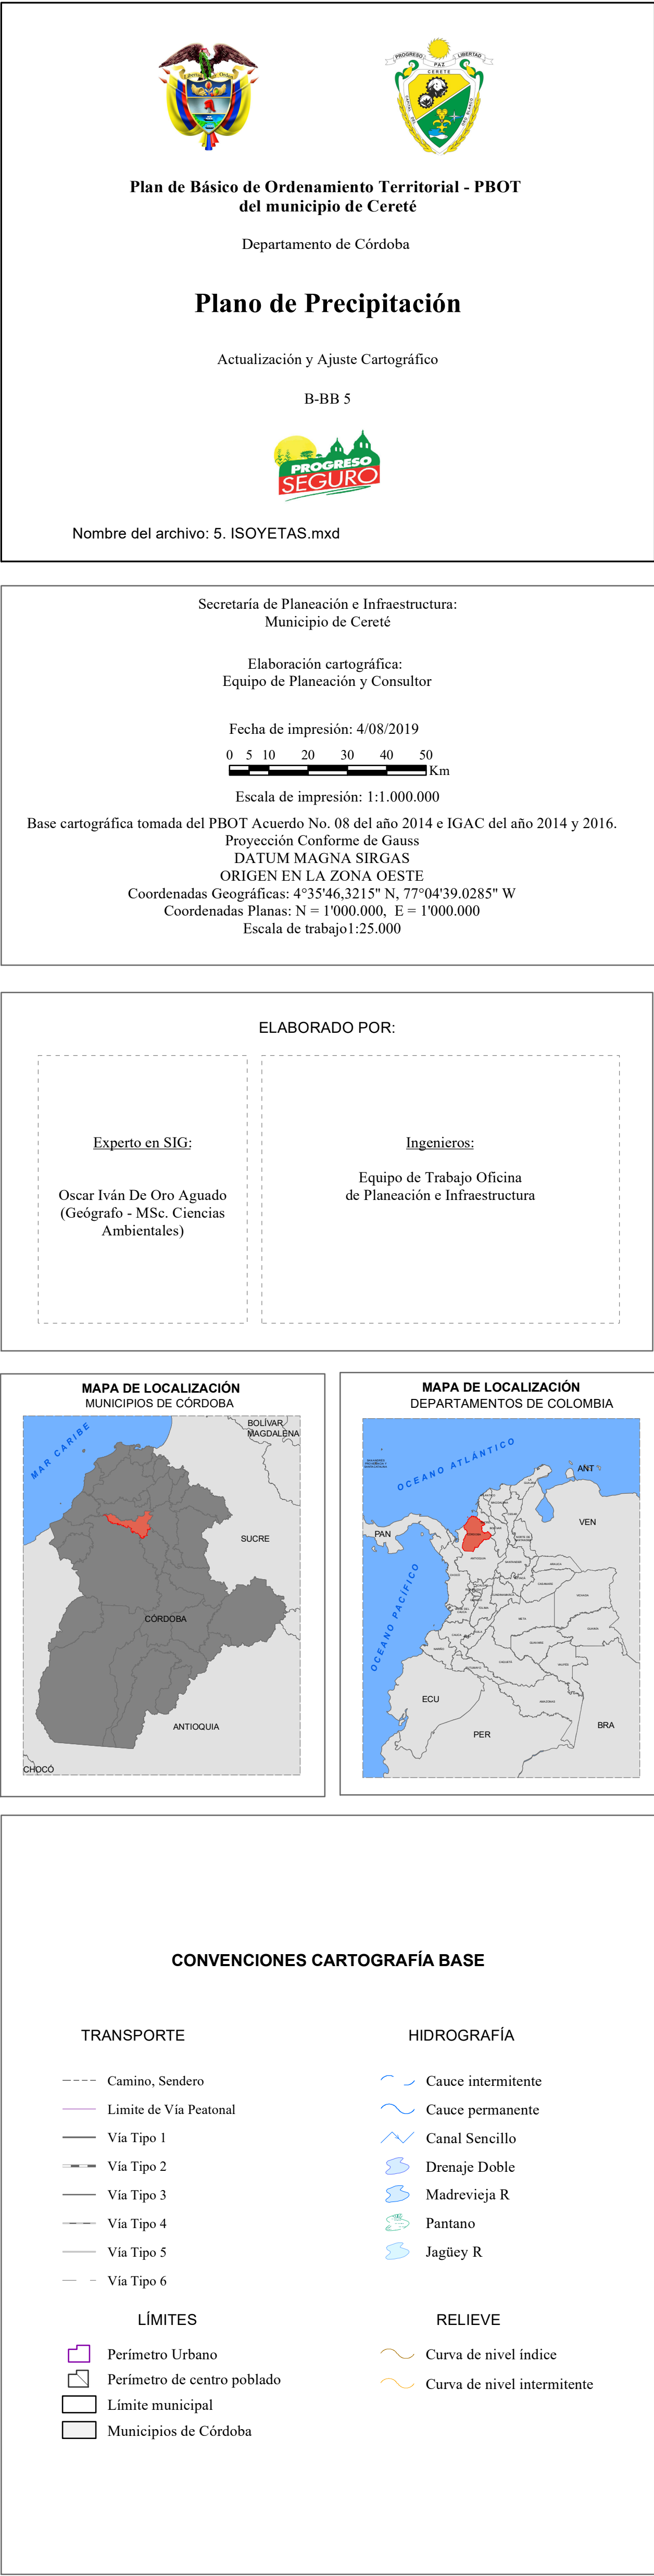 Libertad y Orden
PROGRESO
PAZ
LIBERTAD
CERETE
Plan de Básico de Ordenamiento Territorial - PBOT
del municipio de Cereté
Departamento de Córdoba
Plano de Precipitación
Actualización y Ajuste Cartográfico
B-BB 5
PROGRESO
SEGURO
Nombre del archivo: 5. ISOYETAS.mxd
Secretaría de Planeación e Infraestructura:
Municipio de Cereté
Elaboración cartográfica:
Equipo de Planeación y Consultor
Fecha de impresión: 4/08/2019
0 5 10 20 30 40 50
Km
Escala de impresión: 1:1.000.000
Base cartográfica tomada del PBOT Acuerdo No. 08 del año 2014 e IGAC del año 2014 y 2016.
Proyección Conforme de Gauss
DATUM MAGNA SIRGAS
ORIGEN EN LA ZONA OESTE
Coordenadas Geográficas: 4°35'46,3215" N, 77°04'39.0285" W
Coordenadas Planas: N = 1'000.000, E = 1'000.000
Escala de trabajo1:25.000
ELABORADO POR:
Experto en SIG:
Oscar Iván De Oro Aguado
(Geógrafo - MSc. Ciencias
Ambientales)
Ingenieros:
Equipo de Trabajo Oficina
de Planeación e Infraestructura
MAPA DE LOCALIZACIÓN
MUNICIPIOS DE CÓRDOBA
BOLÍVAR
MAGDALENA
MAR CARIBE
SUCRE
CÓRDOBA
ANTIOQUIA
CHOCÓ
MAPA DE LOCALIZACIÓN
DEPARTAMENTOS DE COLOMBIA
OCEANO ATLÁNTICO
ANT
PAN
VEN
OCEANO PACÍFICO
ECU
PER
BRA
CONVENCIONES CARTOGRAFÍA BASE
TRANSPORTE
Camino, Sendero
Limite de Vía Peatonal
Vía Tipo 1
Vía Tipo 2
Vía Tipo 3
Vía Tipo 4
Vía Tipo 5
Vía Tipo 6
HIDROGRAFÍA
Cauce intermitente
Cauce permanente
Canal Sencillo
Drenaje Doble
Madrevieja R
Pantano
Jagüey R
LÍMITES
Perímetro Urbano
Perímetro de centro poblado
Límite municipal
Municipios de Córdoba
RELIEVE
Curva de nivel índice
Curva de nivel intermitente